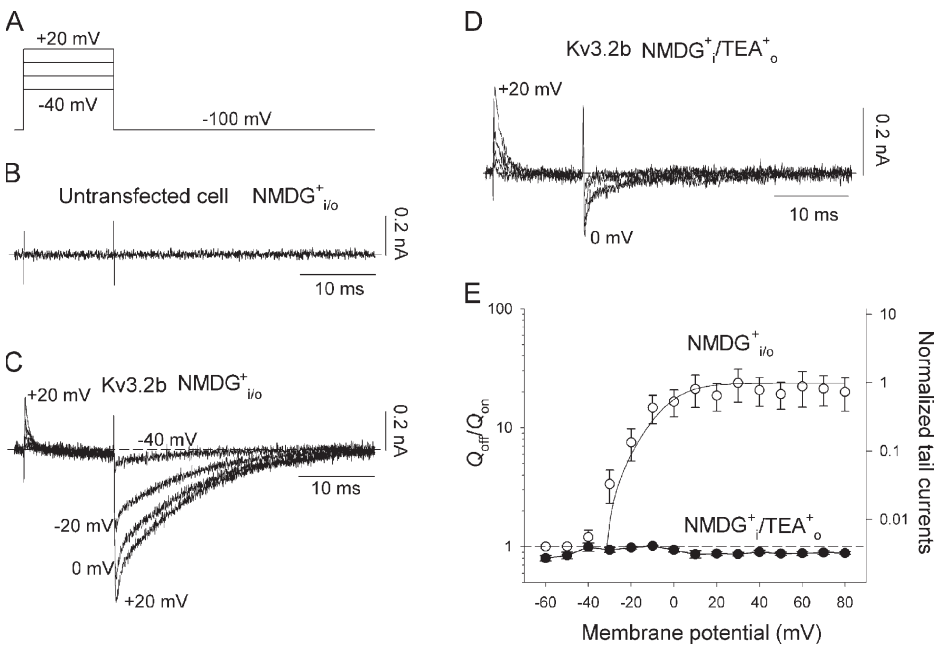 A
+20 mV
-40 mV
-100 mV
B
Untransfected cell NMDG⁺i/o
0.2 nA
10 ms
C
Kv3.2b NMDG⁺i/o
+20 mV
-40 mV
0.2 nA
10 ms
-20 mV
0 mV
+20 mV
D
Kv3.2b NMDG⁺i/TEA⁺o
+20 mV
0.2 nA
10 ms
0 mV
E
100
10
1
Qoff/Qon
NMDG⁺i/o
NMDG⁺i/TEA⁺o
10
1
0.1
0.01
Normalized tail currents
-60 -40 -20 0 20 40 60 80
Membrane potential (mV)